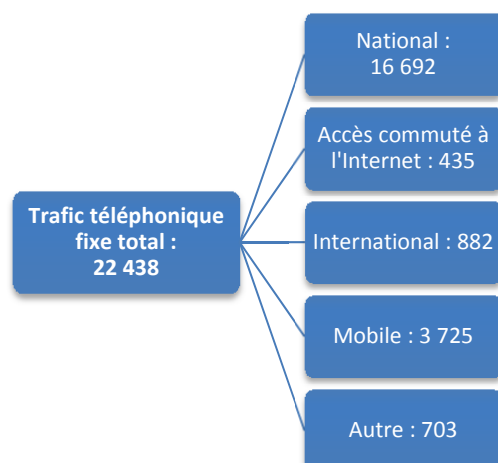 National :
16 692
Accès commuté à
l'Internet : 435
Trafic téléphonique
fixe total :
22 438
International : 882
Mobile : 3 725
Autre : 703